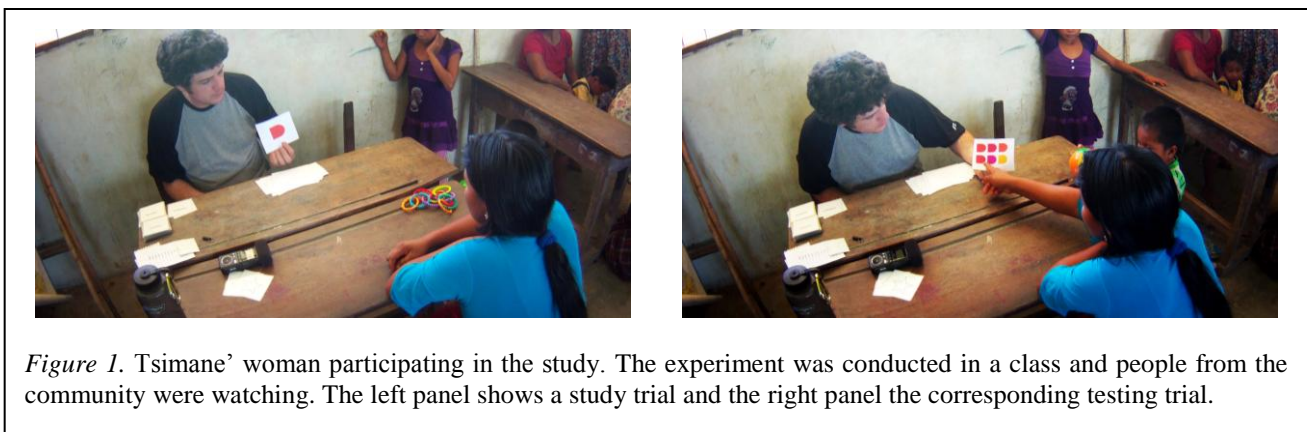 Figure 1. Tsimane’ woman participating in the study. The experiment was conducted in a class and people from the
community were watching. The left panel shows a study trial and the right panel the corresponding testing trial.